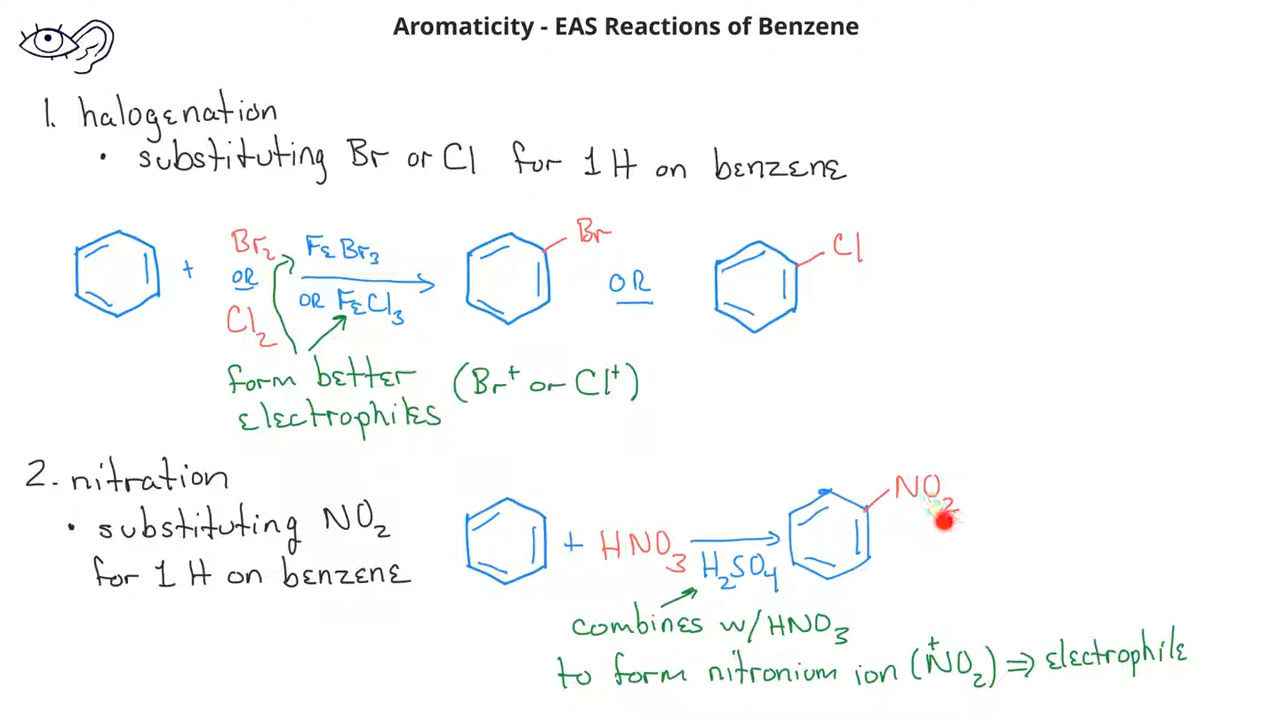 Aromaticity - EAS Reactions of Benzene
1. halogenation
• substituting Br or Cl for 1 H on benzene
+ Br₂ OR Cl₂ FeBr₃ OR FeCl₃ Br OR Cl
form better electrophiles (Br⁺ or Cl⁺)
2. nitration
• substituting NO₂
for 1 H on benzene
+ HNO₃ H₂SO₄ NO₂
combines w/ HNO₃
to form nitronium ion (⁺NO₂) ⇒ electrophile